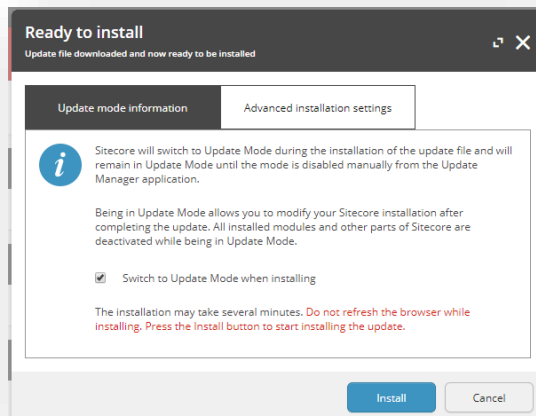 Ready to install
Update file downloaded and now ready to be installed
Update mode information
Advanced installation settings
Sitecore will switch to Update Mode during the installation of the update file and will
remain in Update Mode until the mode is disabled manually from the Update
Manager application.
Being in Update Mode allows you to modify your Sitecore installation after
completing the update. All installed modules and other parts of Sitecore are
deactivated while being in Update Mode.
Switch to Update Mode when installing
The installation may take several minutes. Do not refresh the browser while
installing. Press the Install button to start installing the update.
Install
Cancel